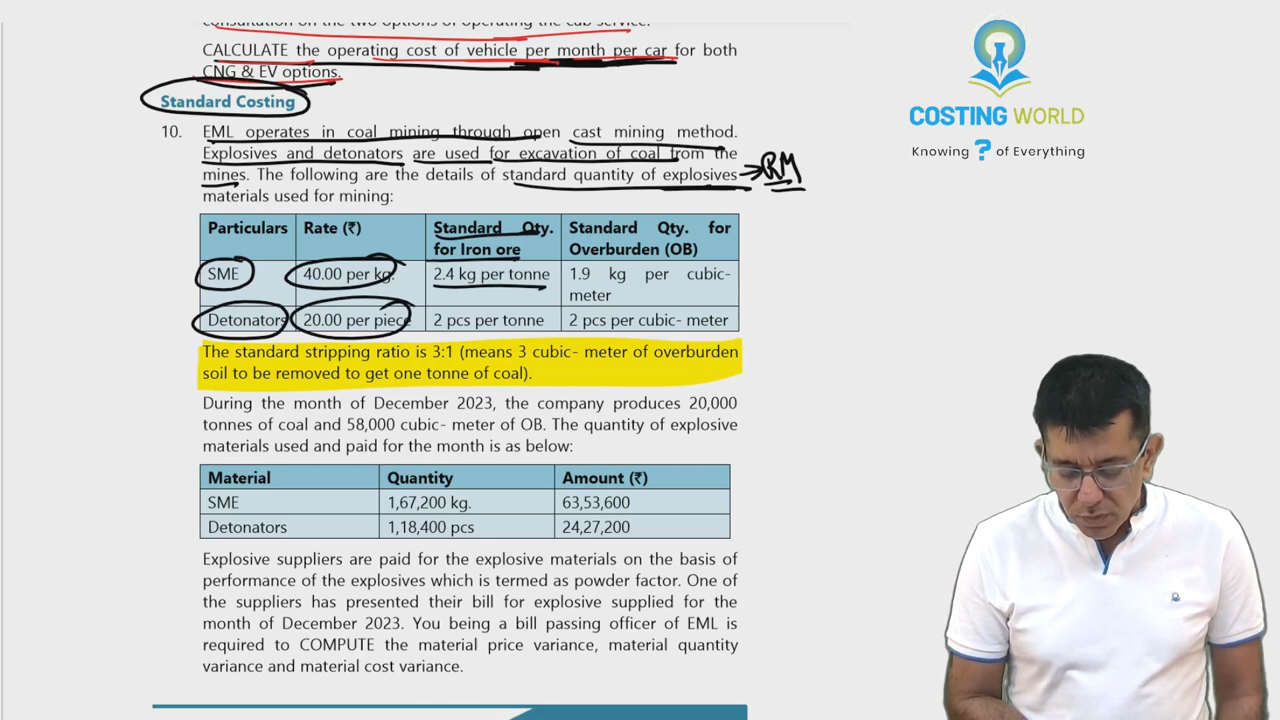 consultation on the two options of operating the cab service.
CALCULATE the operating cost of vehicle per month per car for both
CNG & EV options.
Standard Costing
10. EML operates in coal mining through open cast mining method.
Explosives and detonators are used for excavation of coal from the
mines. The following are the details of standard quantity of explosives → RM
materials used for mining:
Particulars Rate (₹) Standard Qty. for Iron ore Standard Qty. for Overburden (OB)
SME 40.00 per kg. 2.4 kg per tonne 1.9 kg per cubic- meter
Detonators 20.00 per piece 2 pcs per tonne 2 pcs per cubic- meter
The standard stripping ratio is 3:1 (means 3 cubic- meter of overburden
soil to be removed to get one tonne of coal).
During the month of December 2023, the company produces 20,000
tonnes of coal and 58,000 cubic- meter of OB. The quantity of explosive
materials used and paid for the month is as below:
Material Quantity Amount (₹)
SME 1,67,200 kg. 63,53,600
Detonators 1,18,400 pcs 24,27,200
Explosive suppliers are paid for the explosive materials on the basis of
performance of the explosives which is termed as powder factor. One of
the suppliers has presented their bill for explosive supplied for the
month of December 2023. You being a bill passing officer of EML is
required to COMPUTE the material price variance, material quantity
variance and material cost variance.
COSTING WORLD
Knowing ? of Everything